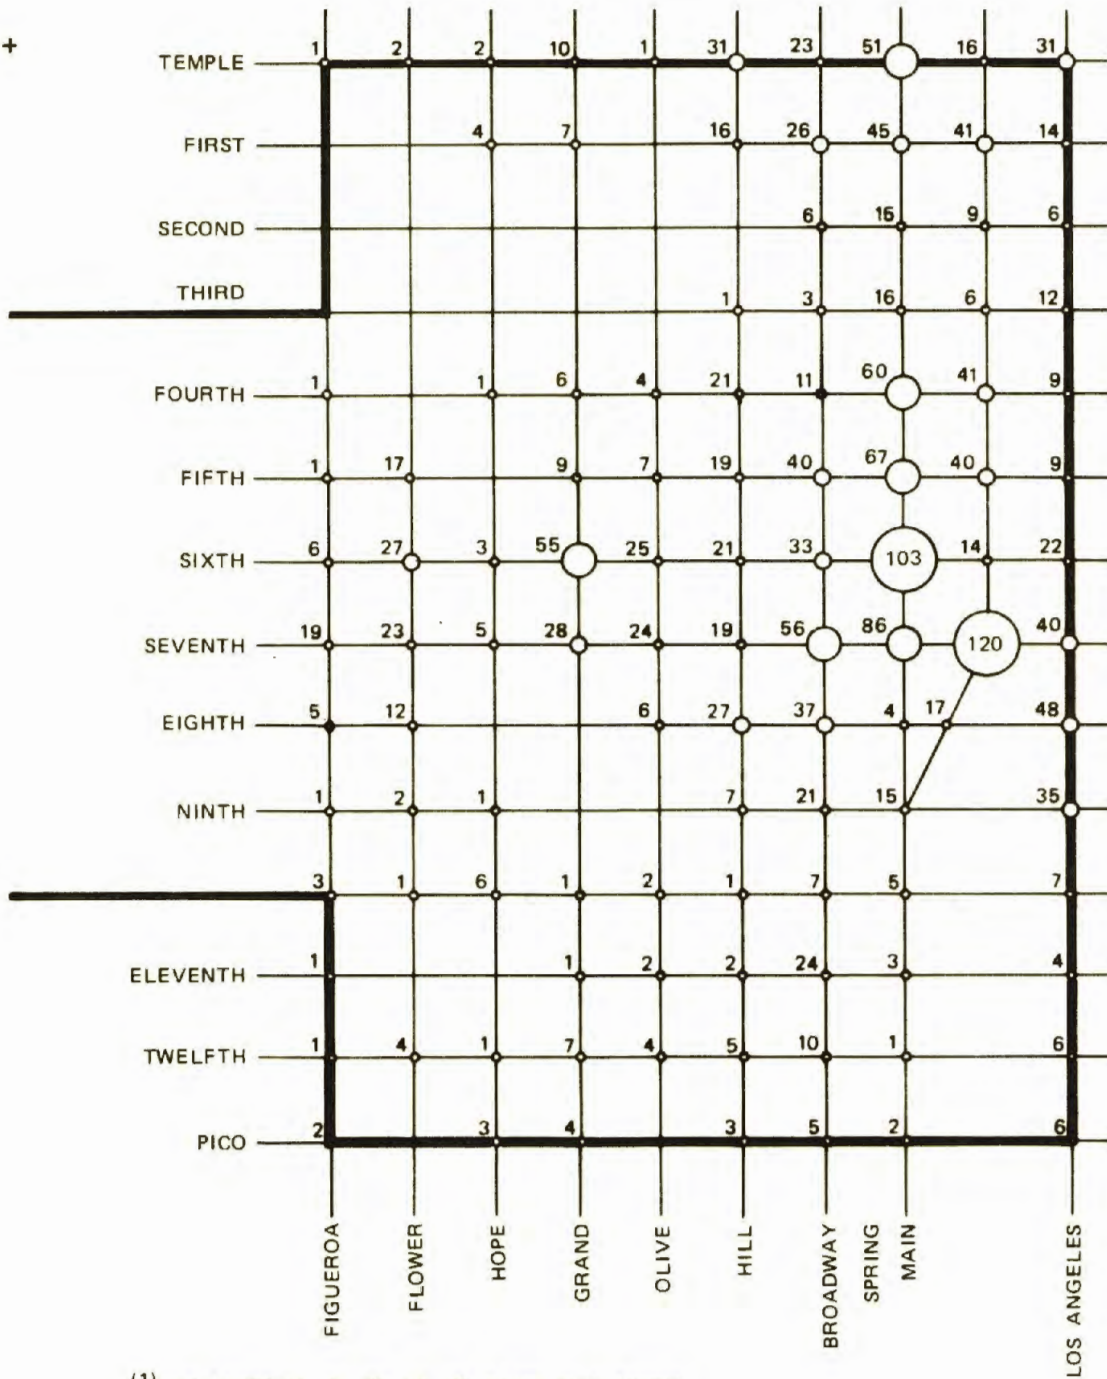 +
1 2 2 10 1 31 23 51 16 31
TEMPLE
4 7 16 26 45 41 14
FIRST
6 15 9 6
SECOND
THIRD
1 3 16 6 12
1 1 6 4 21 11 60 41 9
FOURTH
1 17 9 7 19 40 67 40 9
FIFTH
6 27 3 55 25 21 33 103 14 22
SIXTH
19 23 5 28 24 19 56 86 120 40
SEVENTH
5 12 6 27 37 4 17 48
EIGHTH
1 2 1 7 21 15 35
NINTH
3 1 6 1 2 1 7 5 7
1 1 2 2 24 3 4
ELEVENTH
1 4 1 7 4 5 10 1 6
TWELFTH
2 3 4 3 5 2 6
PICO
FIGUEROA
FLOWER
HOPE
GRAND
OLIVE
HILL
BROADWAY
SPRING
MAIN
LOS ANGELES
(1)